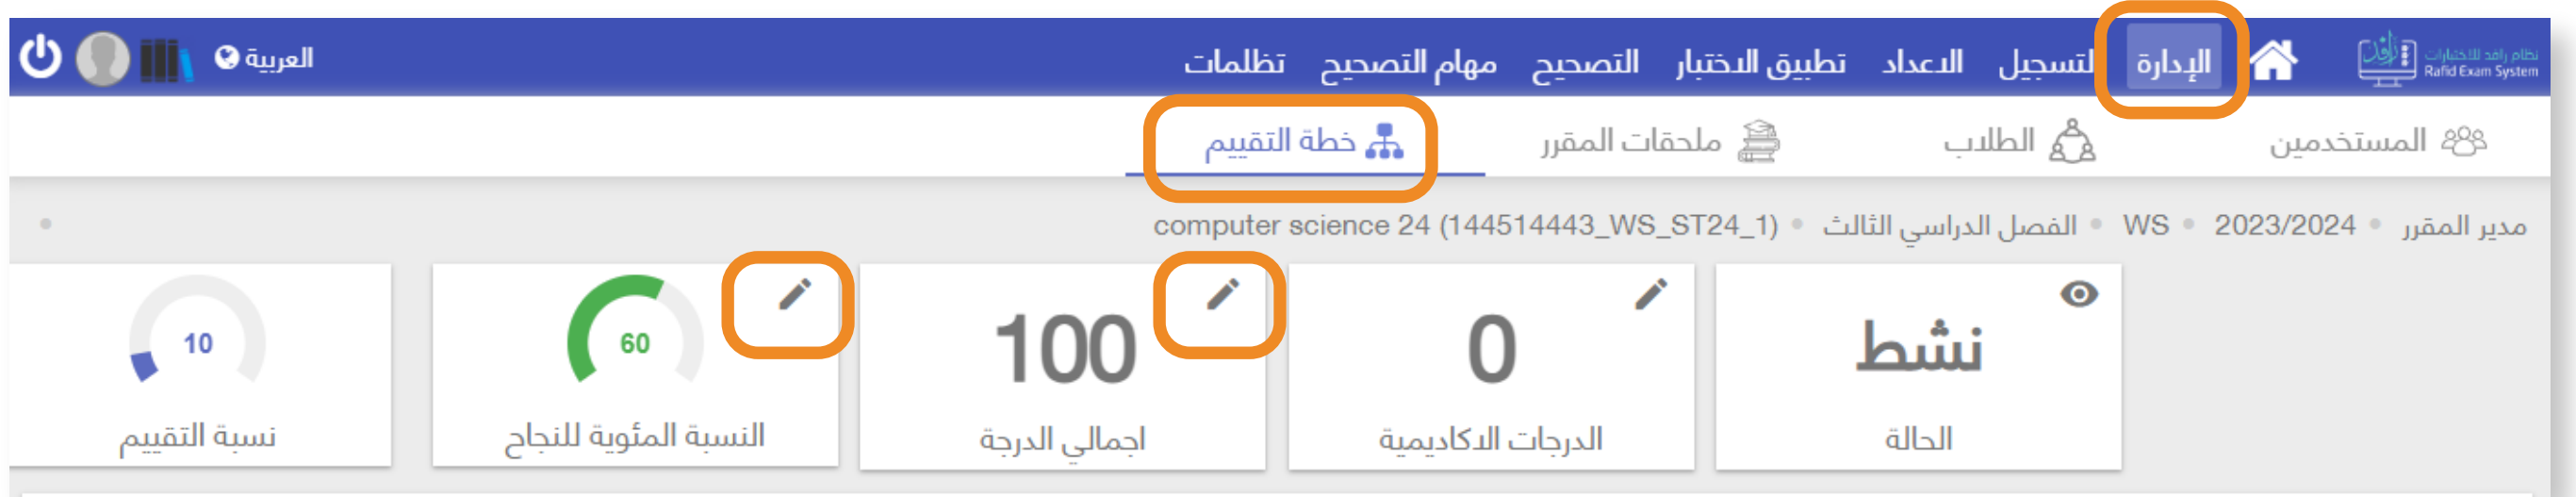 نظام رافد للاختبارات
Rafid Exam System
الإدارة التسجيل الاعداد تطبيق الاختبار التصحيح مهام التصحيح تظلمات العربية
المستخدمين الطلاب ملحقات المقرر خطة التقييم
مدير المقرر • 2023/2024 • WS • الفصل الدراسي الثالث • computer science 24 (144514443_WS_ST24_1)
نشط 0 100 60 10
الحالة الدرجات الاكاديمية اجمالي الدرجة النسبة المئوية للنجاح نسبة التقييم